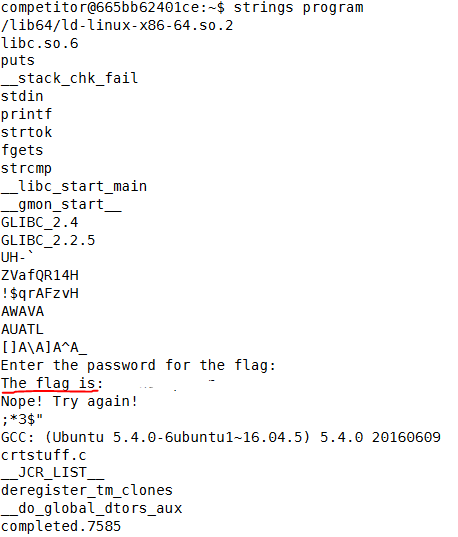 competitor@665bb62401ce:~$ strings program
/lib64/ld-linux-x86-64.so.2
libc.so.6
puts
__stack_chk_fail
stdin
printf
strtok
fgets
strcmp
__libc_start_main
__gmon_start__
GLIBC_2.4
GLIBC_2.2.5
UH-`
ZVafQR14H
!$qrAFzvH
AWAVA
AUATL
[]A\A]A^A_
Enter the password for the flag:
The flag is:
Nope! Try again!
;*3$"
GCC: (Ubuntu 5.4.0-6ubuntu1~16.04.5) 5.4.0 20160609
crtstuff.c
__JCR_LIST__
deregister_tm_clones
__do_global_dtors_aux
completed.7585